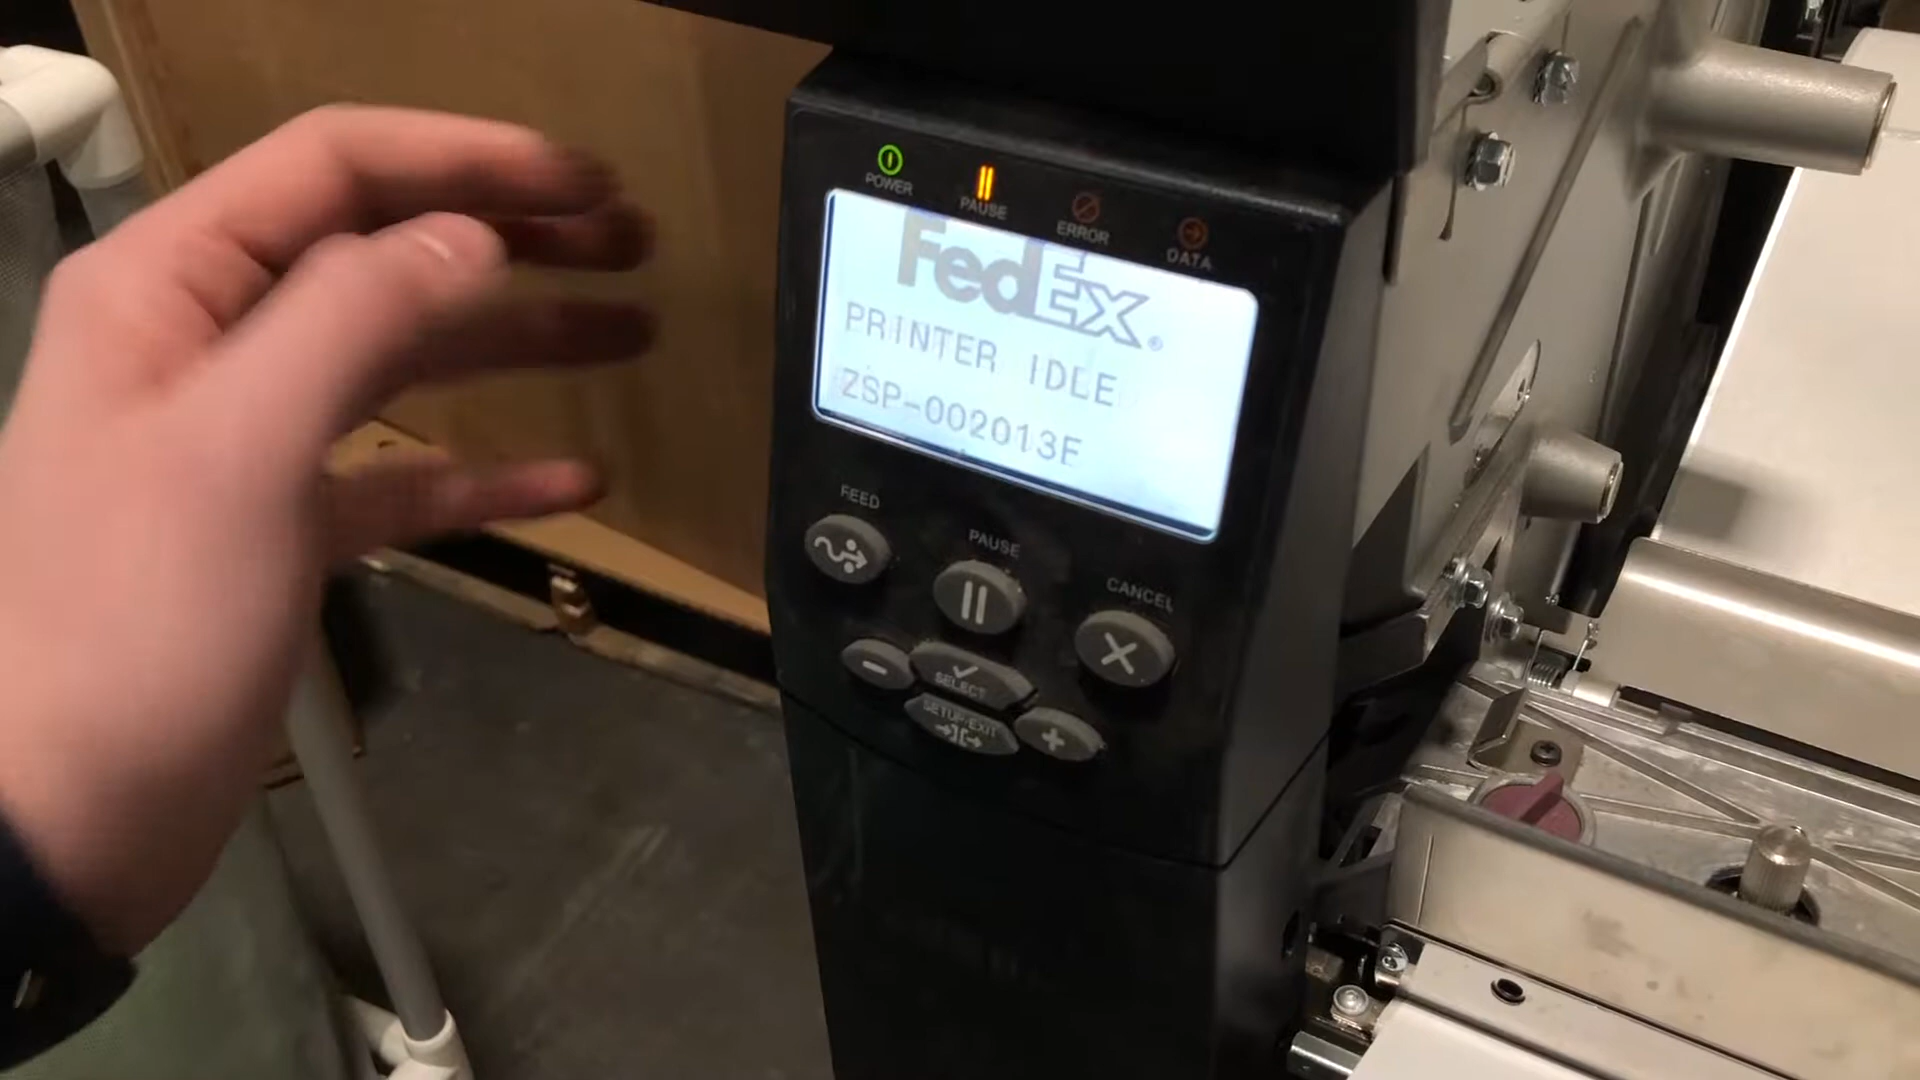 POWER
PAUSE
ERROR
DATA
FedEx®
PRINTER IDLE
ZSP-002013E
FEED
PAUSE
CANCEL
SELECT
SETUP/EXIT